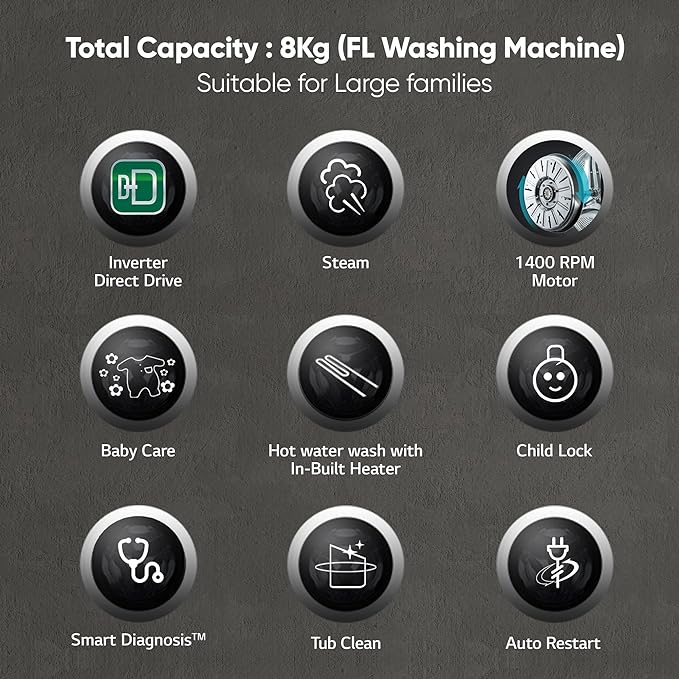 Total Capacity : 8Kg (FL Washing Machine)
Suitable for Large families
DD
Inverter
Direct Drive
Steam
1400 RPM
Motor
Baby Care
Hot water wash with
In-Built Heater
Child Lock
Smart Diagnosis™
Tub Clean
Auto Restart